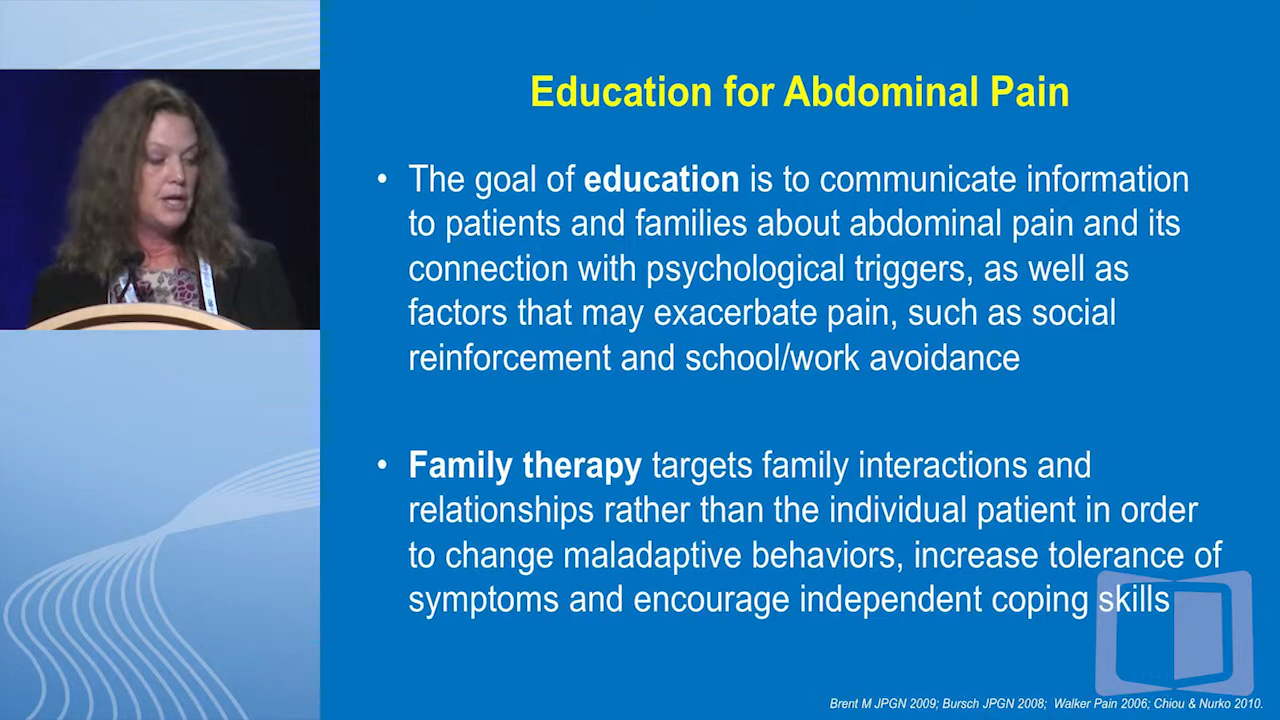 Education for Abdominal Pain
• The goal of education is to communicate information
to patients and families about abdominal pain and its
connection with psychological triggers, as well as
factors that may exacerbate pain, such as social
reinforcement and school/work avoidance
• Family therapy targets family interactions and
relationships rather than the individual patient in order
to change maladaptive behaviors, increase tolerance of
symptoms and encourage independent coping skills
Brent M JPGN 2009; Bursch JPGN 2008; Walker Pain 2006; Chiou & Nurko 2010.